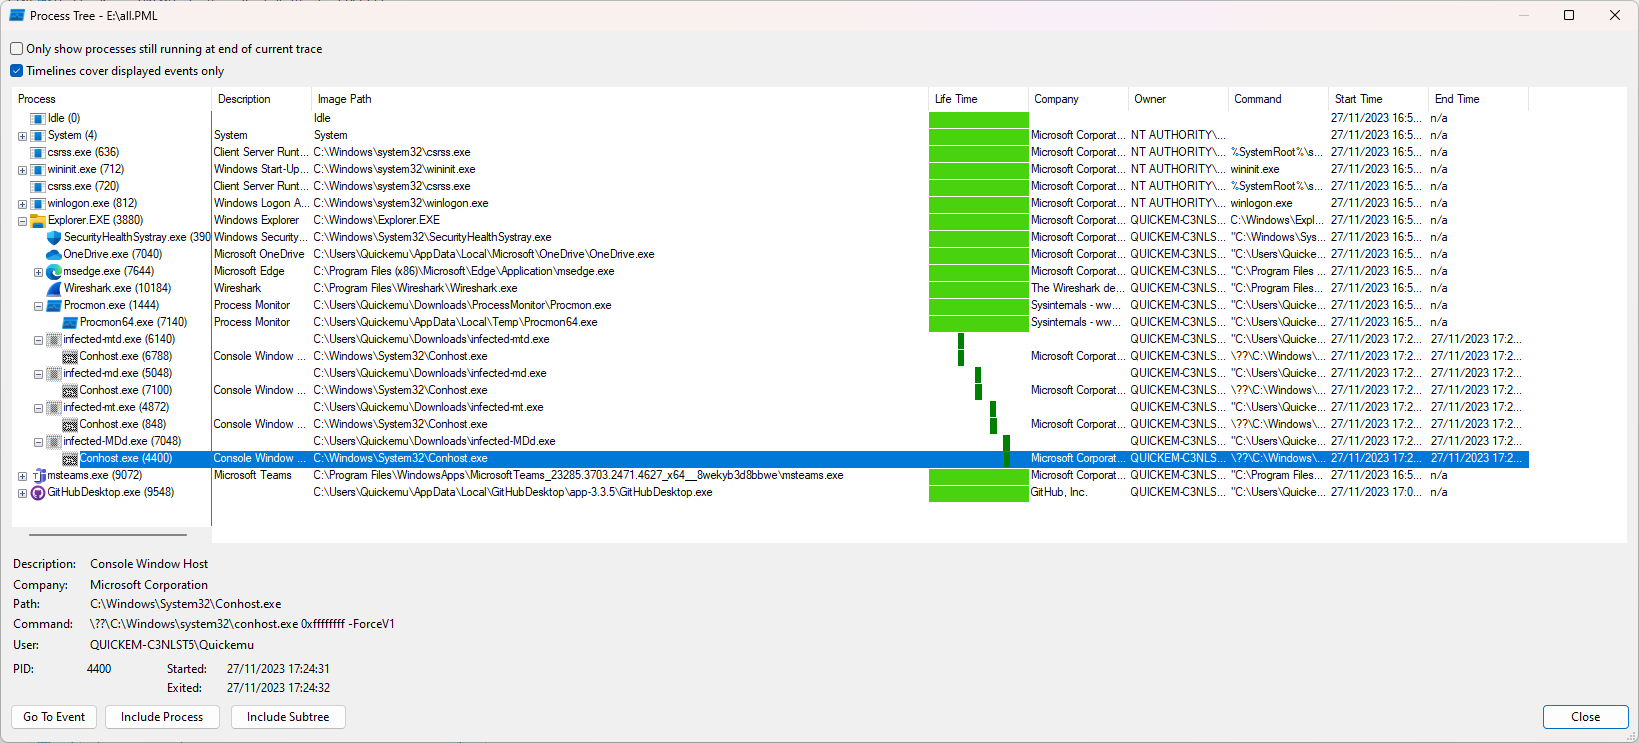 Process Tree - E:\all.PML
Only show processes still running at end of current trace
Timelines cover displayed events only
Process Description Image Path Life Time Company Owner Command Start Time End Time
Idle (0) Idle 27/11/2023 16:5... n/a
System (4) System System Microsoft Corporat... NT AUTHORITY\... 27/11/2023 16:5... n/a
csrss.exe (636) Client Server Runt... C:\Windows\system32\csrss.exe Microsoft Corporat... NT AUTHORITY\... %SystemRoot%\s... 27/11/2023 16:5... n/a
wininit.exe (712) Windows Start-Up... C:\Windows\system32\wininit.exe Microsoft Corporat... NT AUTHORITY\... wininit.exe 27/11/2023 16:5... n/a
csrss.exe (720) Client Server Runt... C:\Windows\system32\csrss.exe Microsoft Corporat... NT AUTHORITY\... %SystemRoot%\s... 27/11/2023 16:5... n/a
winlogon.exe (812) Windows Logon A... C:\Windows\system32\winlogon.exe Microsoft Corporat... NT AUTHORITY\... winlogon.exe 27/11/2023 16:5... n/a
Explorer.EXE (3880) Windows Explorer C:\Windows\Explorer.EXE Microsoft Corporat... QUICKEM-C3NLS... C:\Windows\Expl... 27/11/2023 16:5... n/a
SecurityHealthSystray.exe (390 Windows Security... C:\Windows\System32\SecurityHealthSystray.exe Microsoft Corporat... QUICKEM-C3NLS... "C:\Windows\Sys... 27/11/2023 16:5... n/a
OneDrive.exe (7040) Microsoft OneDrive C:\Users\Quickemu\AppData\Local\Microsoft\OneDrive\OneDrive.exe Microsoft Corporat... QUICKEM-C3NLS... "C:\Users\Quicke... 27/11/2023 16:5... n/a
msedge.exe (7644) Microsoft Edge C:\Program Files (x86)\Microsoft\Edge\Application\msedge.exe Microsoft Corporat... QUICKEM-C3NLS... "C:\Program Files ... 27/11/2023 16:5... n/a
Wireshark.exe (10184) Wireshark C:\Program Files\Wireshark\Wireshark.exe The Wireshark de... QUICKEM-C3NLS... "C:\Program Files... 27/11/2023 16:5... n/a
Procmon.exe (1444) Process Monitor C:\Users\Quickemu\Downloads\ProcessMonitor\Procmon.exe Sysinternals - ww... QUICKEM-C3NLS... "C:\Users\Quicke... 27/11/2023 16:5... n/a
Procmon64.exe (7140) Process Monitor C:\Users\Quickemu\AppData\Local\Temp\Procmon64.exe Sysinternals - ww... QUICKEM-C3NLS... "C:\Users\Quicke... 27/11/2023 16:5... n/a
infected-mtd.exe (6140) C:\Users\Quickemu\Downloads\infected-mtd.exe QUICKEM-C3NLS... "C:\Users\Quicke... 27/11/2023 17:2... 27/11/2023 17:2...
Conhost.exe (6788) Console Window ... C:\Windows\System32\Conhost.exe Microsoft Corporat... QUICKEM-C3NLS... \??\C:\Windows\... 27/11/2023 17:2... 27/11/2023 17:2...
infected-md.exe (5048) C:\Users\Quickemu\Downloads\infected-md.exe QUICKEM-C3NLS... "C:\Users\Quicke... 27/11/2023 17:2... 27/11/2023 17:2...
Conhost.exe (7100) Console Window ... C:\Windows\System32\Conhost.exe Microsoft Corporat... QUICKEM-C3NLS... \??\C:\Windows\... 27/11/2023 17:2... 27/11/2023 17:2...
infected-mt.exe (4872) C:\Users\Quickemu\Downloads\infected-mt.exe QUICKEM-C3NLS... "C:\Users\Quicke... 27/11/2023 17:2... 27/11/2023 17:2...
Conhost.exe (848) Console Window ... C:\Windows\System32\Conhost.exe Microsoft Corporat... QUICKEM-C3NLS... \??\C:\Windows\... 27/11/2023 17:2... 27/11/2023 17:2...
infected-MDd.exe (7048) C:\Users\Quickemu\Downloads\infected-MDd.exe QUICKEM-C3NLS... "C:\Users\Quicke... 27/11/2023 17:2... 27/11/2023 17:2...
Conhost.exe (4400) Console Window ... C:\Windows\System32\Conhost.exe Microsoft Corporat... QUICKEM-C3NLS... \??\C:\Windows\... 27/11/2023 17:2... 27/11/2023 17:2...
msteams.exe (9072) Microsoft Teams C:\Program Files\WindowsApps\MicrosoftTeams_23285.3703.2471.4627_x64__8wekyb3d8bbwe\msteams.exe Microsoft Corporat... QUICKEM-C3NLS... "C:\Program Files... 27/11/2023 16:5... n/a
GitHubDesktop.exe (9548) C:\Users\Quickemu\AppData\Local\GitHubDesktop\app-3.3.5\GitHubDesktop.exe GitHub, Inc. QUICKEM-C3NLS... "C:\Users\Quicke... 27/11/2023 17:0... n/a
Description: Console Window Host
Company: Microsoft Corporation
Path: C:\Windows\System32\Conhost.exe
Command: \??\C:\Windows\system32\conhost.exe 0xffffffff -ForceV1
User: QUICKEM-C3NLST5\Quickemu
PID: 4400 Started: 27/11/2023 17:24:31
Exited: 27/11/2023 17:24:32
Go To Event Include Process Include Subtree Close